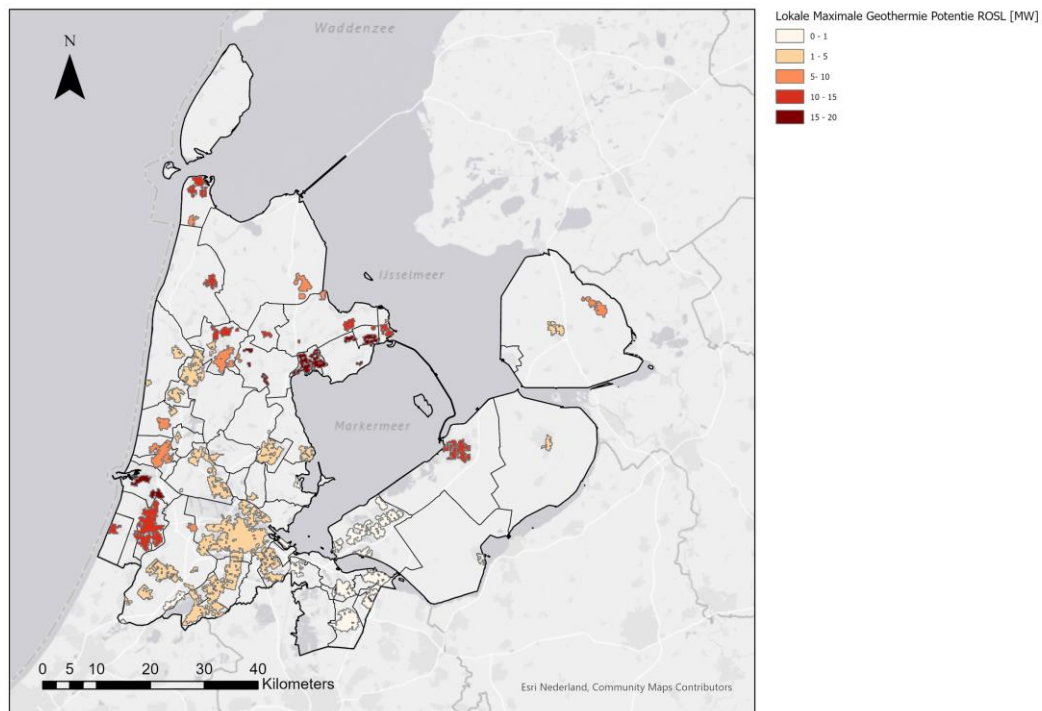 Lokale Maximale Geothermie Potentie ROSL [MW]
0 - 1
1 - 5
5- 10
10 - 15
15 - 20
Waddenzee
N
IJsselmeer
Markermeer
0 5 10 20 30 40
Kilometers
Esri Nederland, Community Maps Contributors